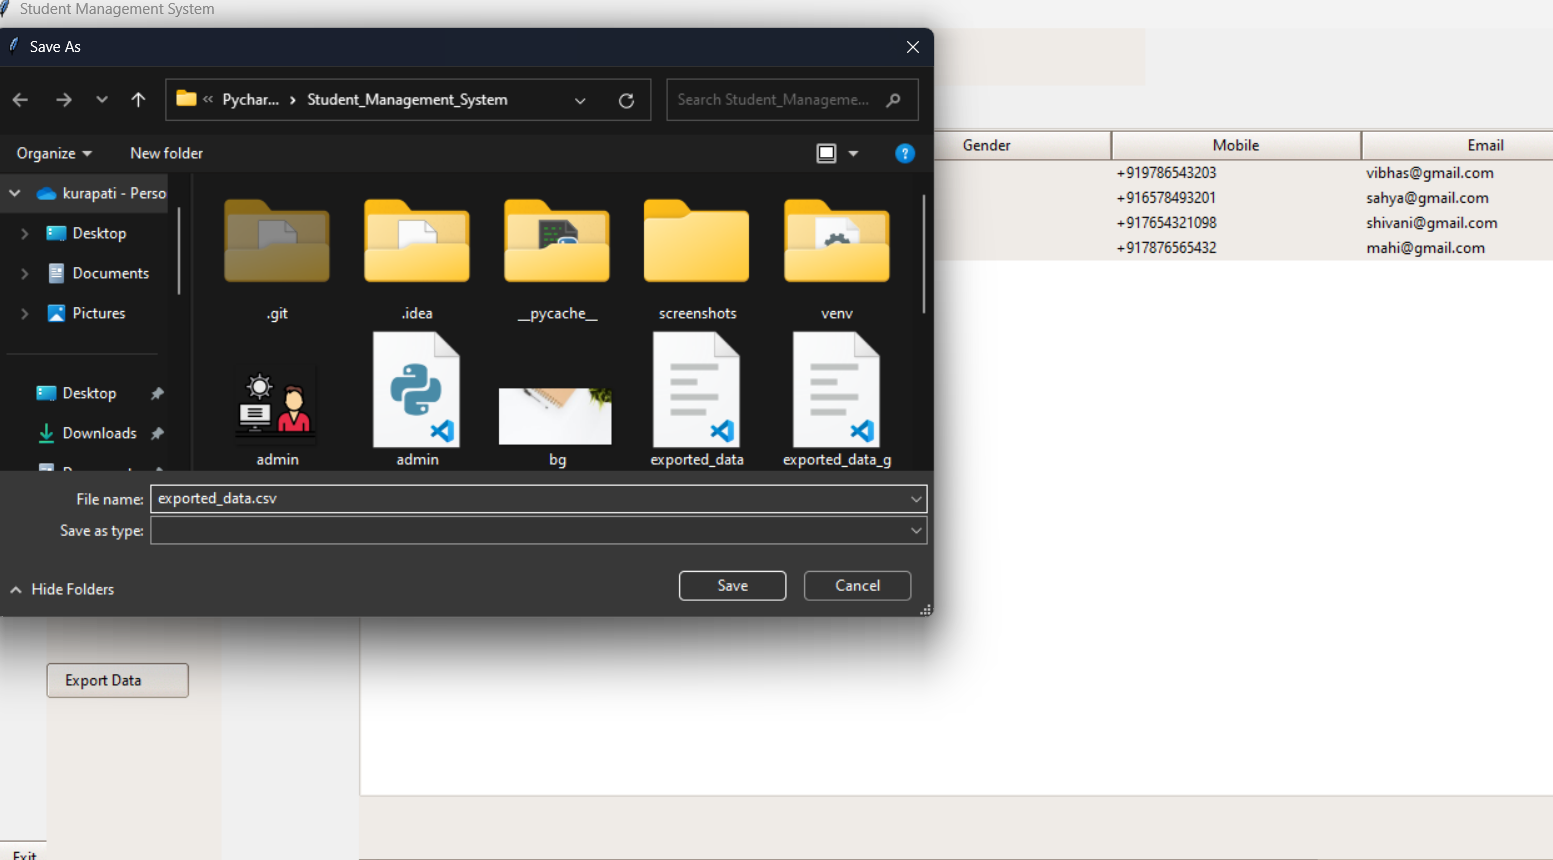 Student Management System
Save As
« Pychar... › Student_Management_System
Search Student_Manageme...
Organize
New folder
?
kurapati - Perso
Desktop
Documents
Pictures
Desktop
Downloads
.git
.idea
__pycache__
screenshots
venv
admin
admin
bg
exported_data
exported_data_g
File name: exported_data.csv
Save as type:
Hide Folders
Save
Cancel
Gender Mobile Email
+919786543203 vibhas@gmail.com
+916578493201 sahya@gmail.com
+917654321098 shivani@gmail.com
+917876565432 mahi@gmail.com
Export Data
Exit